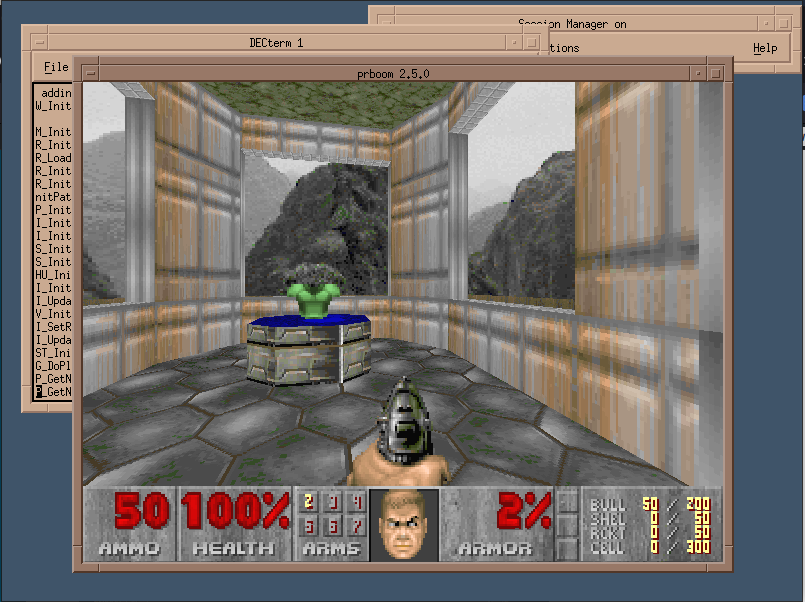 Session Manager on
tions
Help
DECterm 1
File
prboom 2.5.0
addin
W_Init
M_Init
R_Init
R_Load
R_Init
R_Init
nitPat
P_Init
I_Init
I_Init
S_Init
S_Init
HU_Ini
I_Init
I_Upda
V_Init
I_SetR
I_Upda
ST_Ini
G_DoPl
P_GetN
P_GetN
50 100% 2 3 4 2% BULL 50 / 200
5 6 7 SHEL 0 / 50
RCKT 0 / 50
AMMO HEALTH ARMS ARMOR CELL 0 / 300